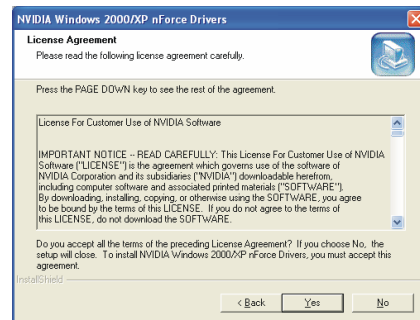 NVIDIA Windows 2000/XP nForce Drivers
License Agreement
Please read the following license agreement carefully.
Press the PAGE DOWN key to see the rest of the agreement.
License For Customer Use of NVIDIA Software
IMPORTANT NOTICE -- READ CAREFULLY: This License For Customer Use of NVIDIA
Software ("LICENSE") is the agreement which governs use of the software of
NVIDIA Corporation and its subsidiaries ("NVIDIA") downloadable herefrom,
including computer software and associated printed materials ("SOFTWARE").
By downloading, installing, copying, or otherwise using the SOFTWARE, you agree
to be bound by the terms of this LICENSE. If you do not agree to the terms of
this LICENSE, do not download the SOFTWARE.
Do you accept all the terms of the preceding License Agreement? If you choose No, the
setup will close. To install NVIDIA Windows 2000/XP nForce Drivers, you must accept this
agreement.
InstallShield
< Back Yes No